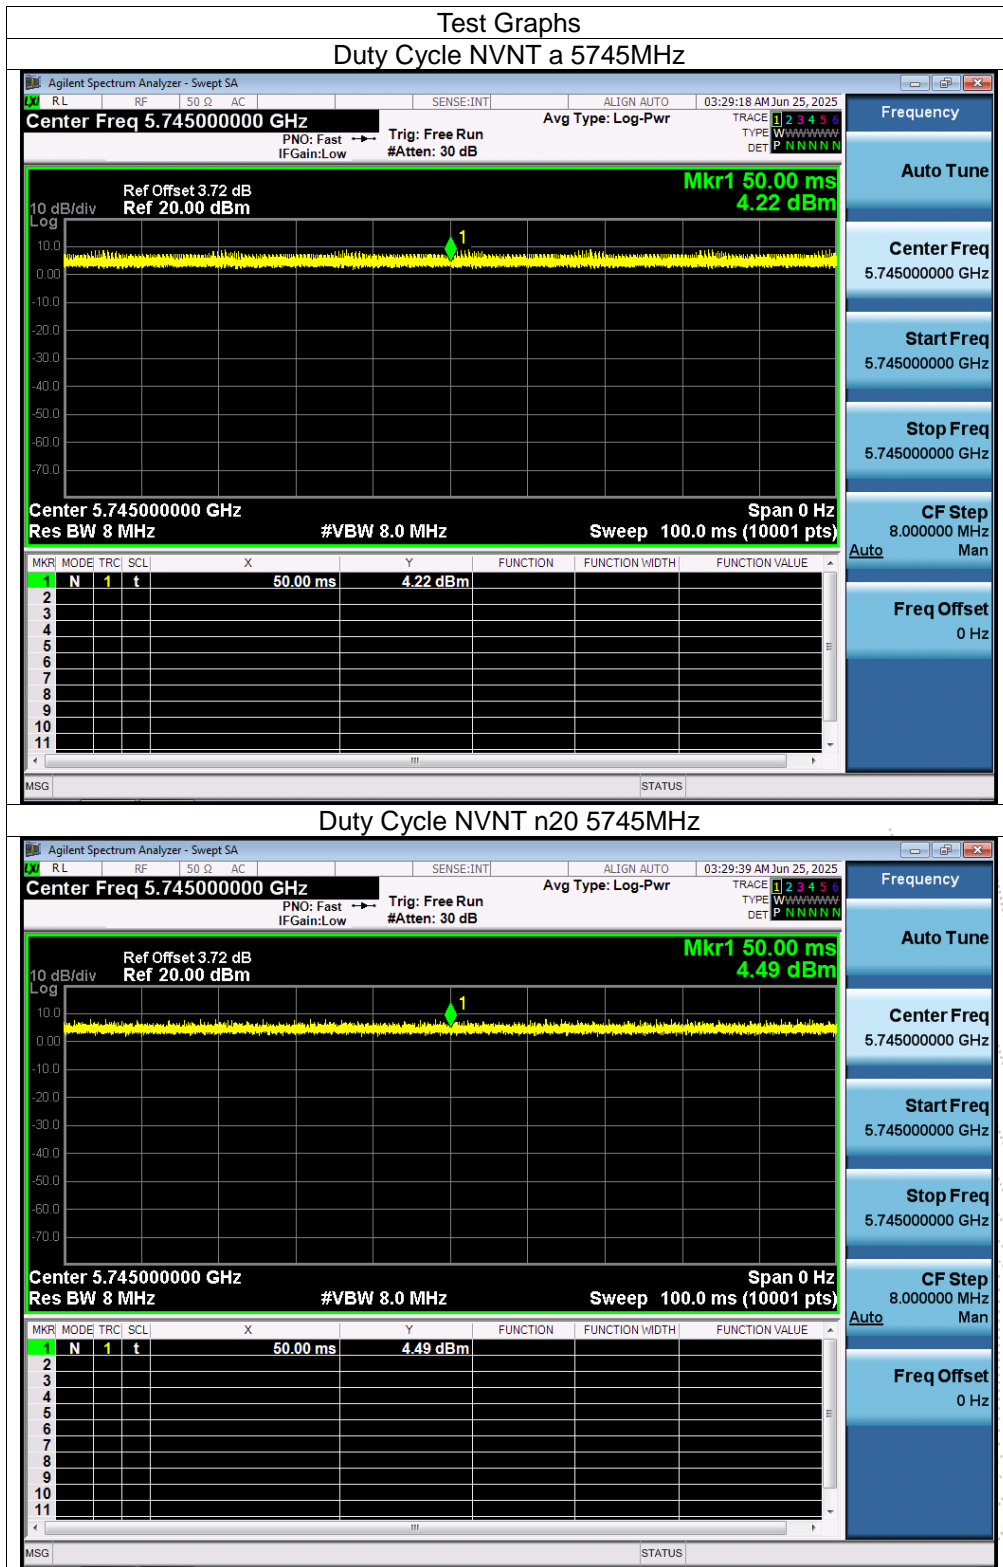 Test Graphs
Duty Cycle NVNT a 5745MHz
Agilent Spectrum Analyzer - Swept SA
LXI RL RF 50 Ω AC SENSE:INT ALIGN AUTO 03:29:18 AM Jun 25, 2025
Center Freq 5.745000000 GHz Avg Type: Log-Pwr TRACE 1 2 3 4 5 6
PNO: Fast Trig: Free Run TYPE WWWWWW
IFGain:Low #Atten: 30 dB DET P N N N N N
Mkr1 50.00 ms
4.22 dBm
Ref Offset 3.72 dB
10 dB/div Ref 20.00 dBm
Log
1
10.0
0.00
-10.0
-20.0
-30.0
-40.0
-50.0
-60.0
-70.0
Center 5.745000000 GHz Span 0 Hz
Res BW 8 MHz #VBW 8.0 MHz Sweep 100.0 ms (10001 pts)
MKR MODE TRC SCL X Y FUNCTION FUNCTION WIDTH FUNCTION VALUE
1 N 1 t 50.00 ms 4.22 dBm
2
3
4
5
6
7
8
9
10
11
MSG STATUS
Frequency
Auto Tune
Center Freq
5.745000000 GHz
Start Freq
5.745000000 GHz
Stop Freq
5.745000000 GHz
CF Step
8.000000 MHz
Auto Man
Freq Offset
0 Hz
Duty Cycle NVNT n20 5745MHz
Agilent Spectrum Analyzer - Swept SA
LXI RL RF 50 Ω AC SENSE:INT ALIGN AUTO 03:29:39 AM Jun 25, 2025
Center Freq 5.745000000 GHz Avg Type: Log-Pwr TRACE 1 2 3 4 5 6
PNO: Fast Trig: Free Run TYPE WWWWWW
IFGain:Low #Atten: 30 dB DET P N N N N N
Mkr1 50.00 ms
4.49 dBm
Ref Offset 3.72 dB
10 dB/div Ref 20.00 dBm
Log
1
10.0
0.00
-10.0
-20.0
-30.0
-40.0
-50.0
-60.0
-70.0
Center 5.745000000 GHz Span 0 Hz
Res BW 8 MHz #VBW 8.0 MHz Sweep 100.0 ms (10001 pts)
MKR MODE TRC SCL X Y FUNCTION FUNCTION WIDTH FUNCTION VALUE
1 N 1 t 50.00 ms 4.49 dBm
2
3
4
5
6
7
8
9
10
11
MSG STATUS
Frequency
Auto Tune
Center Freq
5.745000000 GHz
Start Freq
5.745000000 GHz
Stop Freq
5.745000000 GHz
CF Step
8.000000 MHz
Auto Man
Freq Offset
0 Hz